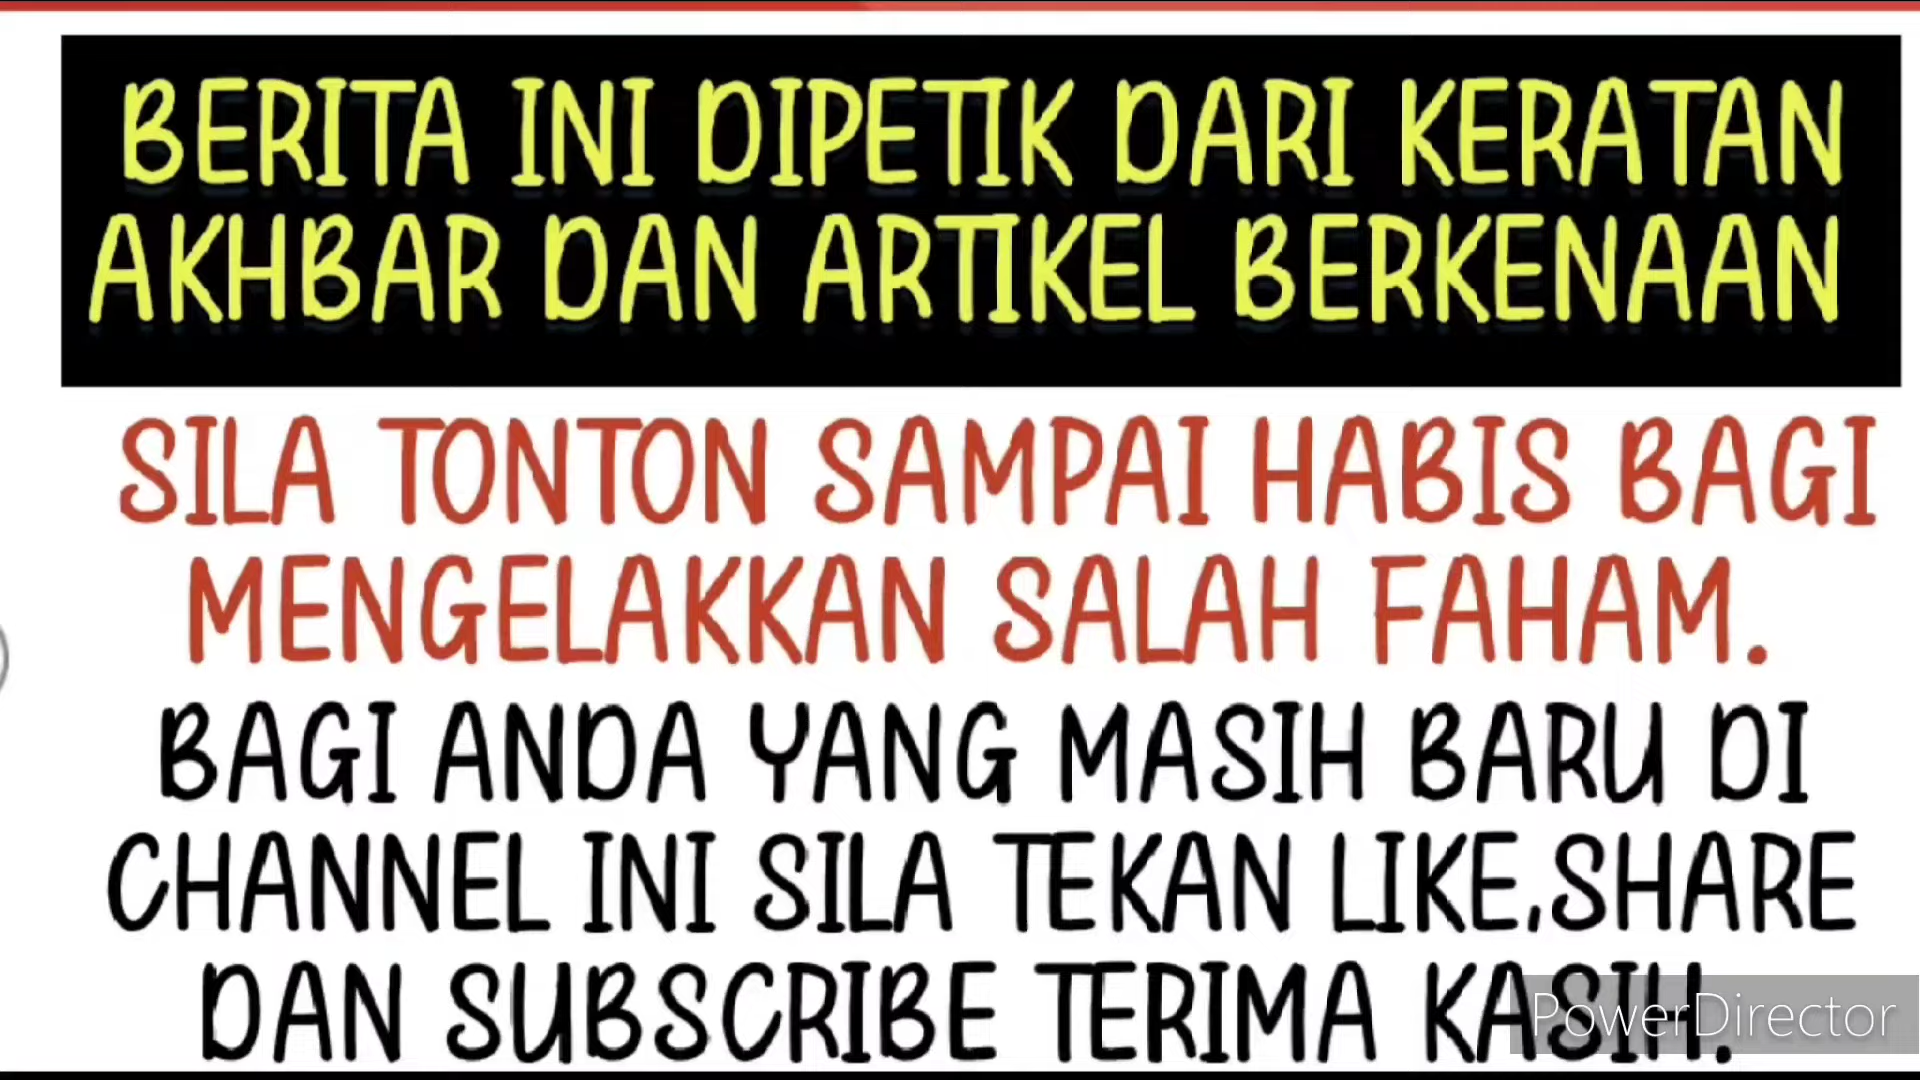 BERITA INI DIPETIK DARI KERATAN
AKHBAR DAN ARTIKEL BERKENAAN
SILA TONTON SAMPAI HABIS BAGI
MENGELAKKAN SALAH FAHAM.
BAGI ANDA YANG MASIH BARU DI
CHANNEL INI SILA TEKAN LIKE,SHARE
DAN SUBSCRIBE TERIMA KASIH.
PowerDirector